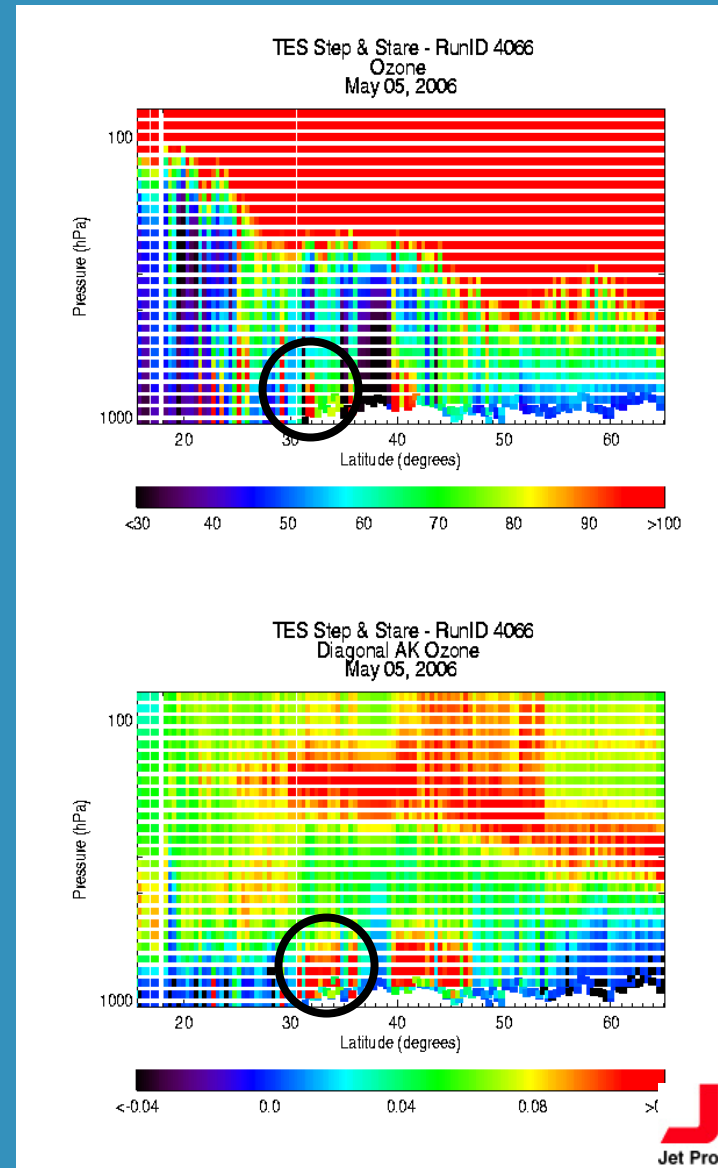 TES Step & Stare - RunID 4066
Ozone
May 05, 2006
100
Pressure (hPa)
1000
20 30 40 50 60
Latitude (degrees)
<30 40 50 60 70 80 90 >100
TES Step & Stare - RunID 4066
Diagonal AK Ozone
May 05, 2006
100
Pressure (hPa)
1000
20 30 40 50 60
Latitude (degrees)
<-0.04 0.0 0.04 0.08
Jet Pro